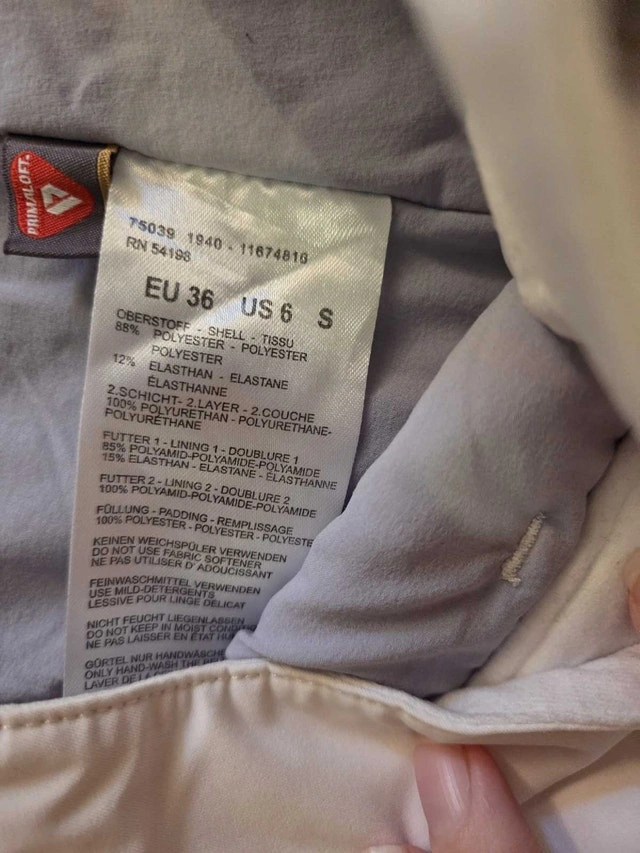 PRIMALOFT.
75039 1940 - 11674816
RN 54198
EU 36 US 6 S
OBERSTOFF - SHELL - TISSU
88% POLYESTER - POLYESTER
POLYESTER
12% ELASTHAN - ELASTANE
ÉLASTHANNE
2.SCHICHT- 2.LAYER - 2.COUCHE
100% POLYURETHAN - POLYURETHANE-
POLYURÉTHANE
FUTTER 1 - LINING 1 - DOUBLURE 1
85% POLYAMID-POLYAMIDE-POLYAMIDE
15% ELASTHAN - ELASTANE - ÉLASTHANNE
FUTTER 2 - LINING 2 - DOUBLURE 2
100% POLYAMID-POLYAMIDE-POLYAMIDE
FÜLLUNG - PADDING - REMPLISSAGE
100% POLYESTER - POLYESTER - POLYESTE
KEINEN WEICHSPÜLER VERWENDEN
DO NOT USE FABRIC SOFTENER
NE PAS UTILISER D' ADOUCISSANT
FEINWASCHMITTEL VERWENDEN
USE MILD-DETERGENTS
LESSIVE POUR LINGE DÉLICAT
NICHT FEUCHT LIEGENLASSEN
DO NOT KEEP IN MOIST
NE PAS LAISSER EN ÉTAT
GÜRTEL NUR HANDWÄSCHE
ONLY HAND-WASH THE
LAVER DE